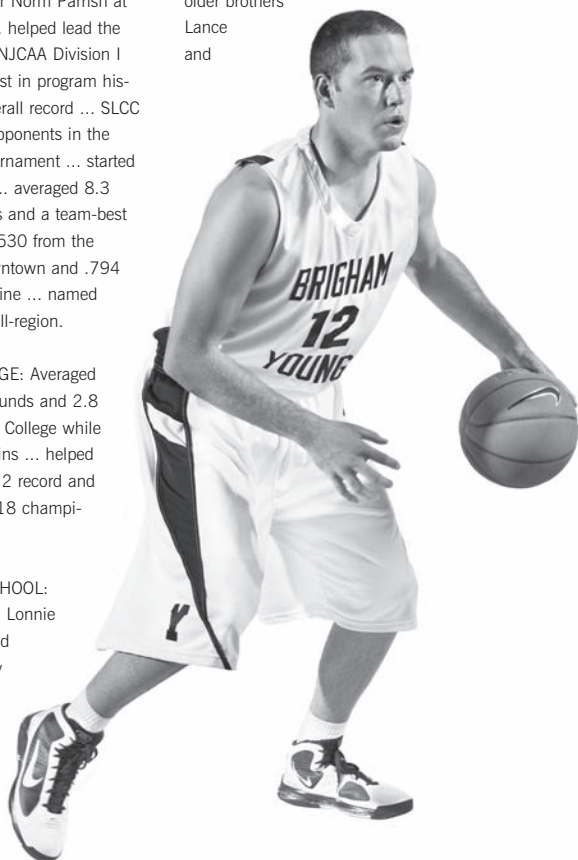 r Norm Parrish at
helped lead the
NJCAA Division I
st in program his-
erall record ... SLCC
pponents in the
rnament ... started
.. averaged 8.3
s and a team-best
530 from the
ntown and .794
ine ... named
ll-region.
GE: Averaged
unds and 2.8
College while
ins ... helped
2 record and
18 champi-
HOOL:
Lonnie
d
older brothers
Lance
and
BRIGHAM
12
YOUNG
Y